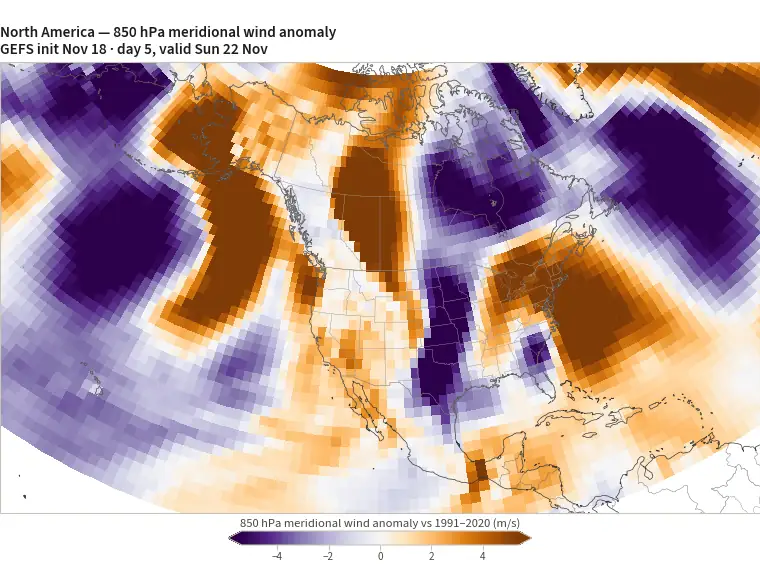 North America — 850 hPa meridional wind anomaly
GEFS init Nov 18 · day 5, valid Sun 22 Nov
850 hPa meridional wind anomaly vs 1991–2020 (m/s)
−4 −2 0 2 4